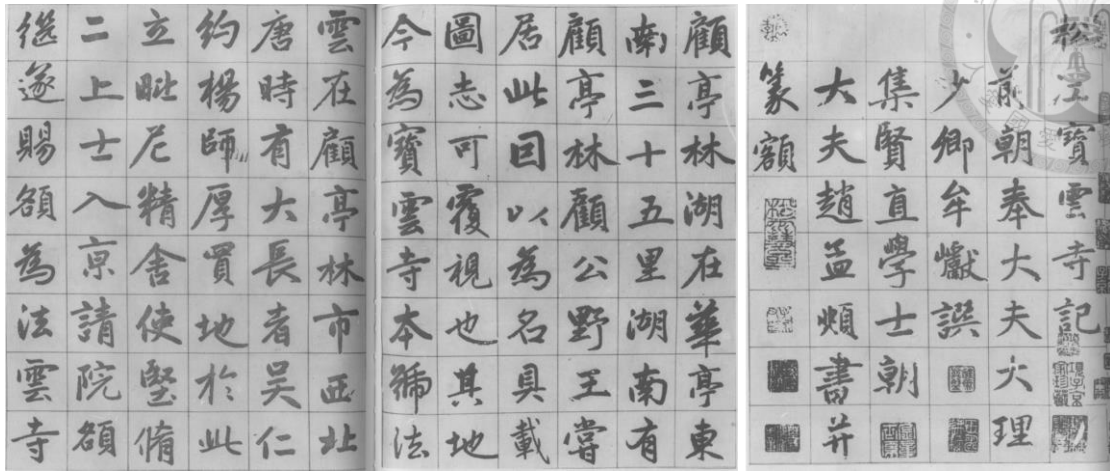 松寶雲寺記
前朝奉大夫大理
少卿牟巘譔
集賢直學士朝
大夫趙孟頫書并
篆額
顧亭林湖在華亭東
南三十五里湖南有
顧亭林顧公野王嘗
居此囙以為名具載
圖志可覆視也其地
今為寶雲寺本號法
雲在顧亭林市西北
唐時有大長者吳仁
約楊師厚買地於此
立毗尼精舍使堅脩
二上士入京請院額
繼遂賜額為法雲寺